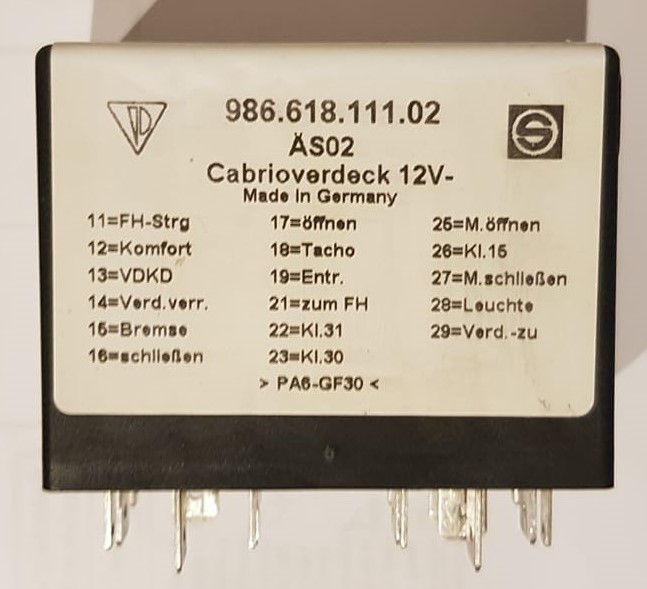 986.618.111.02
ÄS02
Cabrioverdeck 12V-
Made in Germany
11=FH-Strg 17=öffnen 25=M.öffnen
12=Komfort 18=Tacho 26=Kl.15
13=VDKD 19=Entr. 27=M.schließen
14=Verd.verr. 21=zum FH 28=Leuchte
15=Bremse 22=Kl.31 29=Verd.-zu
16=schließen 23=Kl.30
> PA6-GF30 <